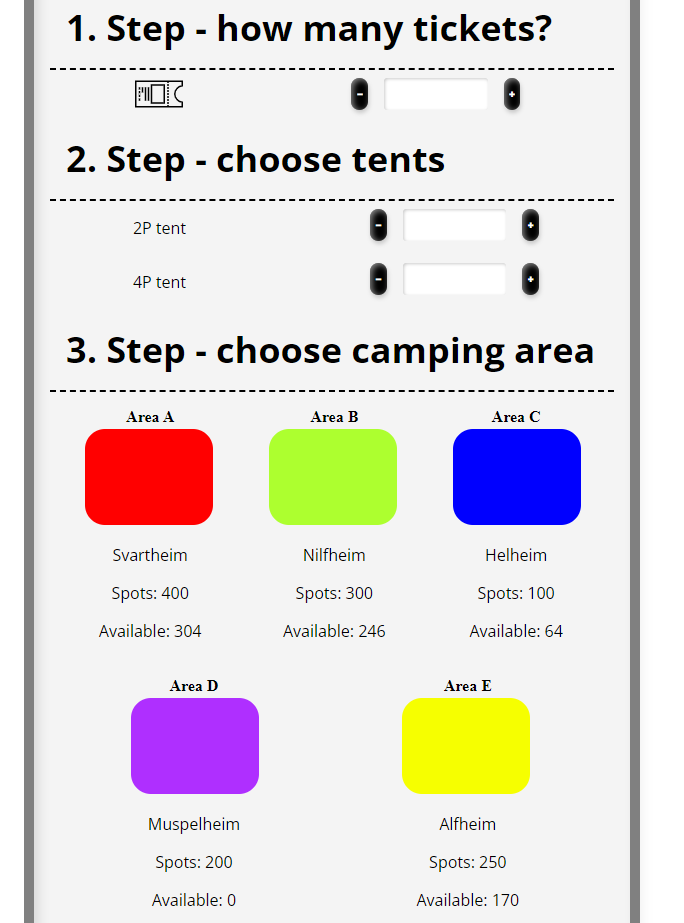 1. Step - how many tickets?
- +
2. Step - choose tents
2P tent - +
4P tent - +
3. Step - choose camping area
Area A Area B Area C
Svartheim Nilfheim Helheim
Spots: 400 Spots: 300 Spots: 100
Available: 304 Available: 246 Available: 64
Area D Area E
Muspelheim Alfheim
Spots: 200 Spots: 250
Available: 0 Available: 170